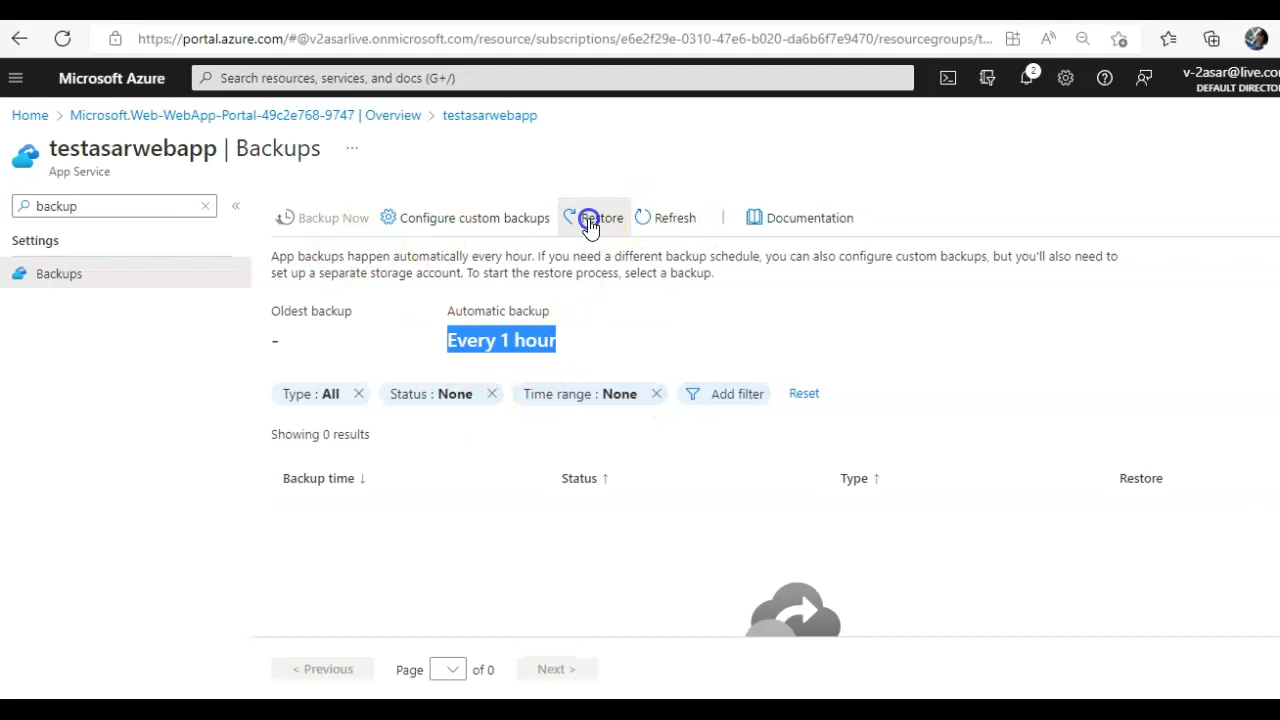 https://portal.azure.com/#@v2asarlive.onmicrosoft.com/resource/subscriptions/e6e2f29e-0310-47e6-b020-da6b6f7e9470/resourcegroups/t...
Microsoft Azure
Search resources, services, and docs (G+/)
2
v-2asar@live.co
DEFAULT DIRECTO
Home > Microsoft.Web-WebApp-Portal-49c2e768-9747 | Overview > testasarwebapp
testasarwebapp | Backups ...
App Service
backup
Settings
Backups
Backup Now
Configure custom backups
Restore
Refresh
Documentation
App backups happen automatically every hour. If you need a different backup schedule, you can also configure custom backups, but you'll also need to
set up a separate storage account. To start the restore process, select a backup.
Oldest backup
Automatic backup
-
Every 1 hour
Type : All
Status : None
Time range : None
Add filter
Reset
Showing 0 results
Backup time ↓
Status ↑
Type ↑
Restore
< Previous
Page
of 0
Next >